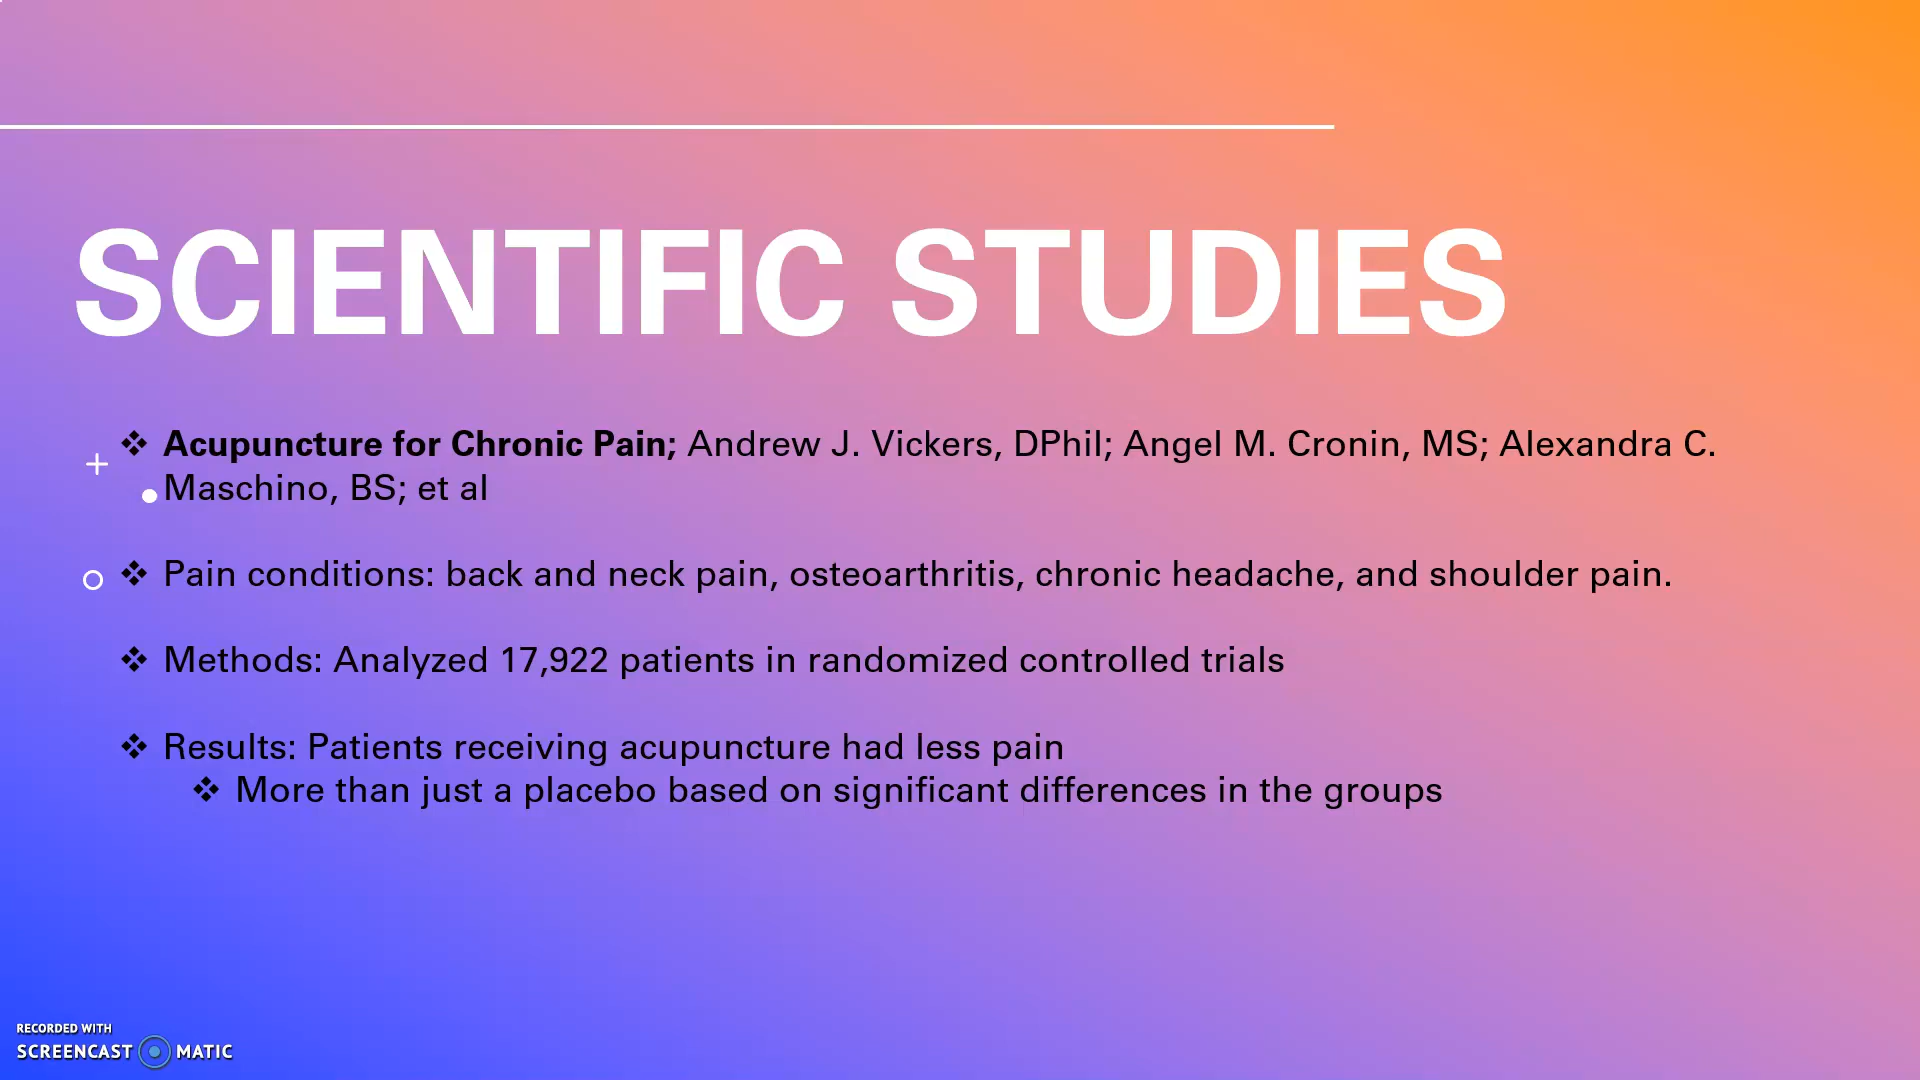 SCIENTIFIC STUDIES
❖ Acupuncture for Chronic Pain; Andrew J. Vickers, DPhil; Angel M. Cronin, MS; Alexandra C.
Maschino, BS; et al
❖ Pain conditions: back and neck pain, osteoarthritis, chronic headache, and shoulder pain.
❖ Methods: Analyzed 17,922 patients in randomized controlled trials
❖ Results: Patients receiving acupuncture had less pain
❖ More than just a placebo based on significant differences in the groups
RECORDED WITH
SCREENCAST MATIC